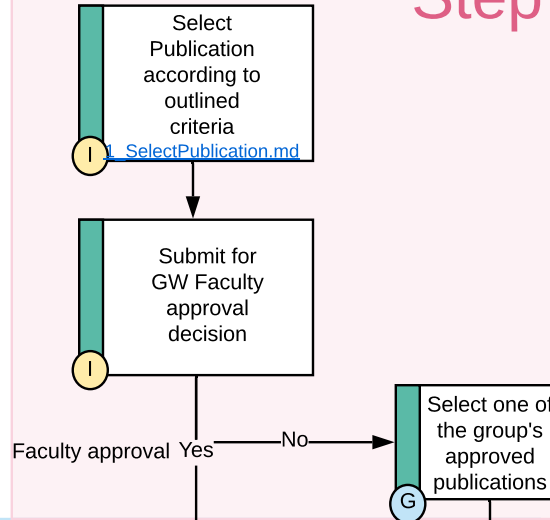 Step
Select
Publication
according to
outlined
criteria
1_SelectPublication.md
I
Submit for
GW Faculty
approval
decision
I
Faculty approval Yes
No
Select one of
the group's
approved
publications
G